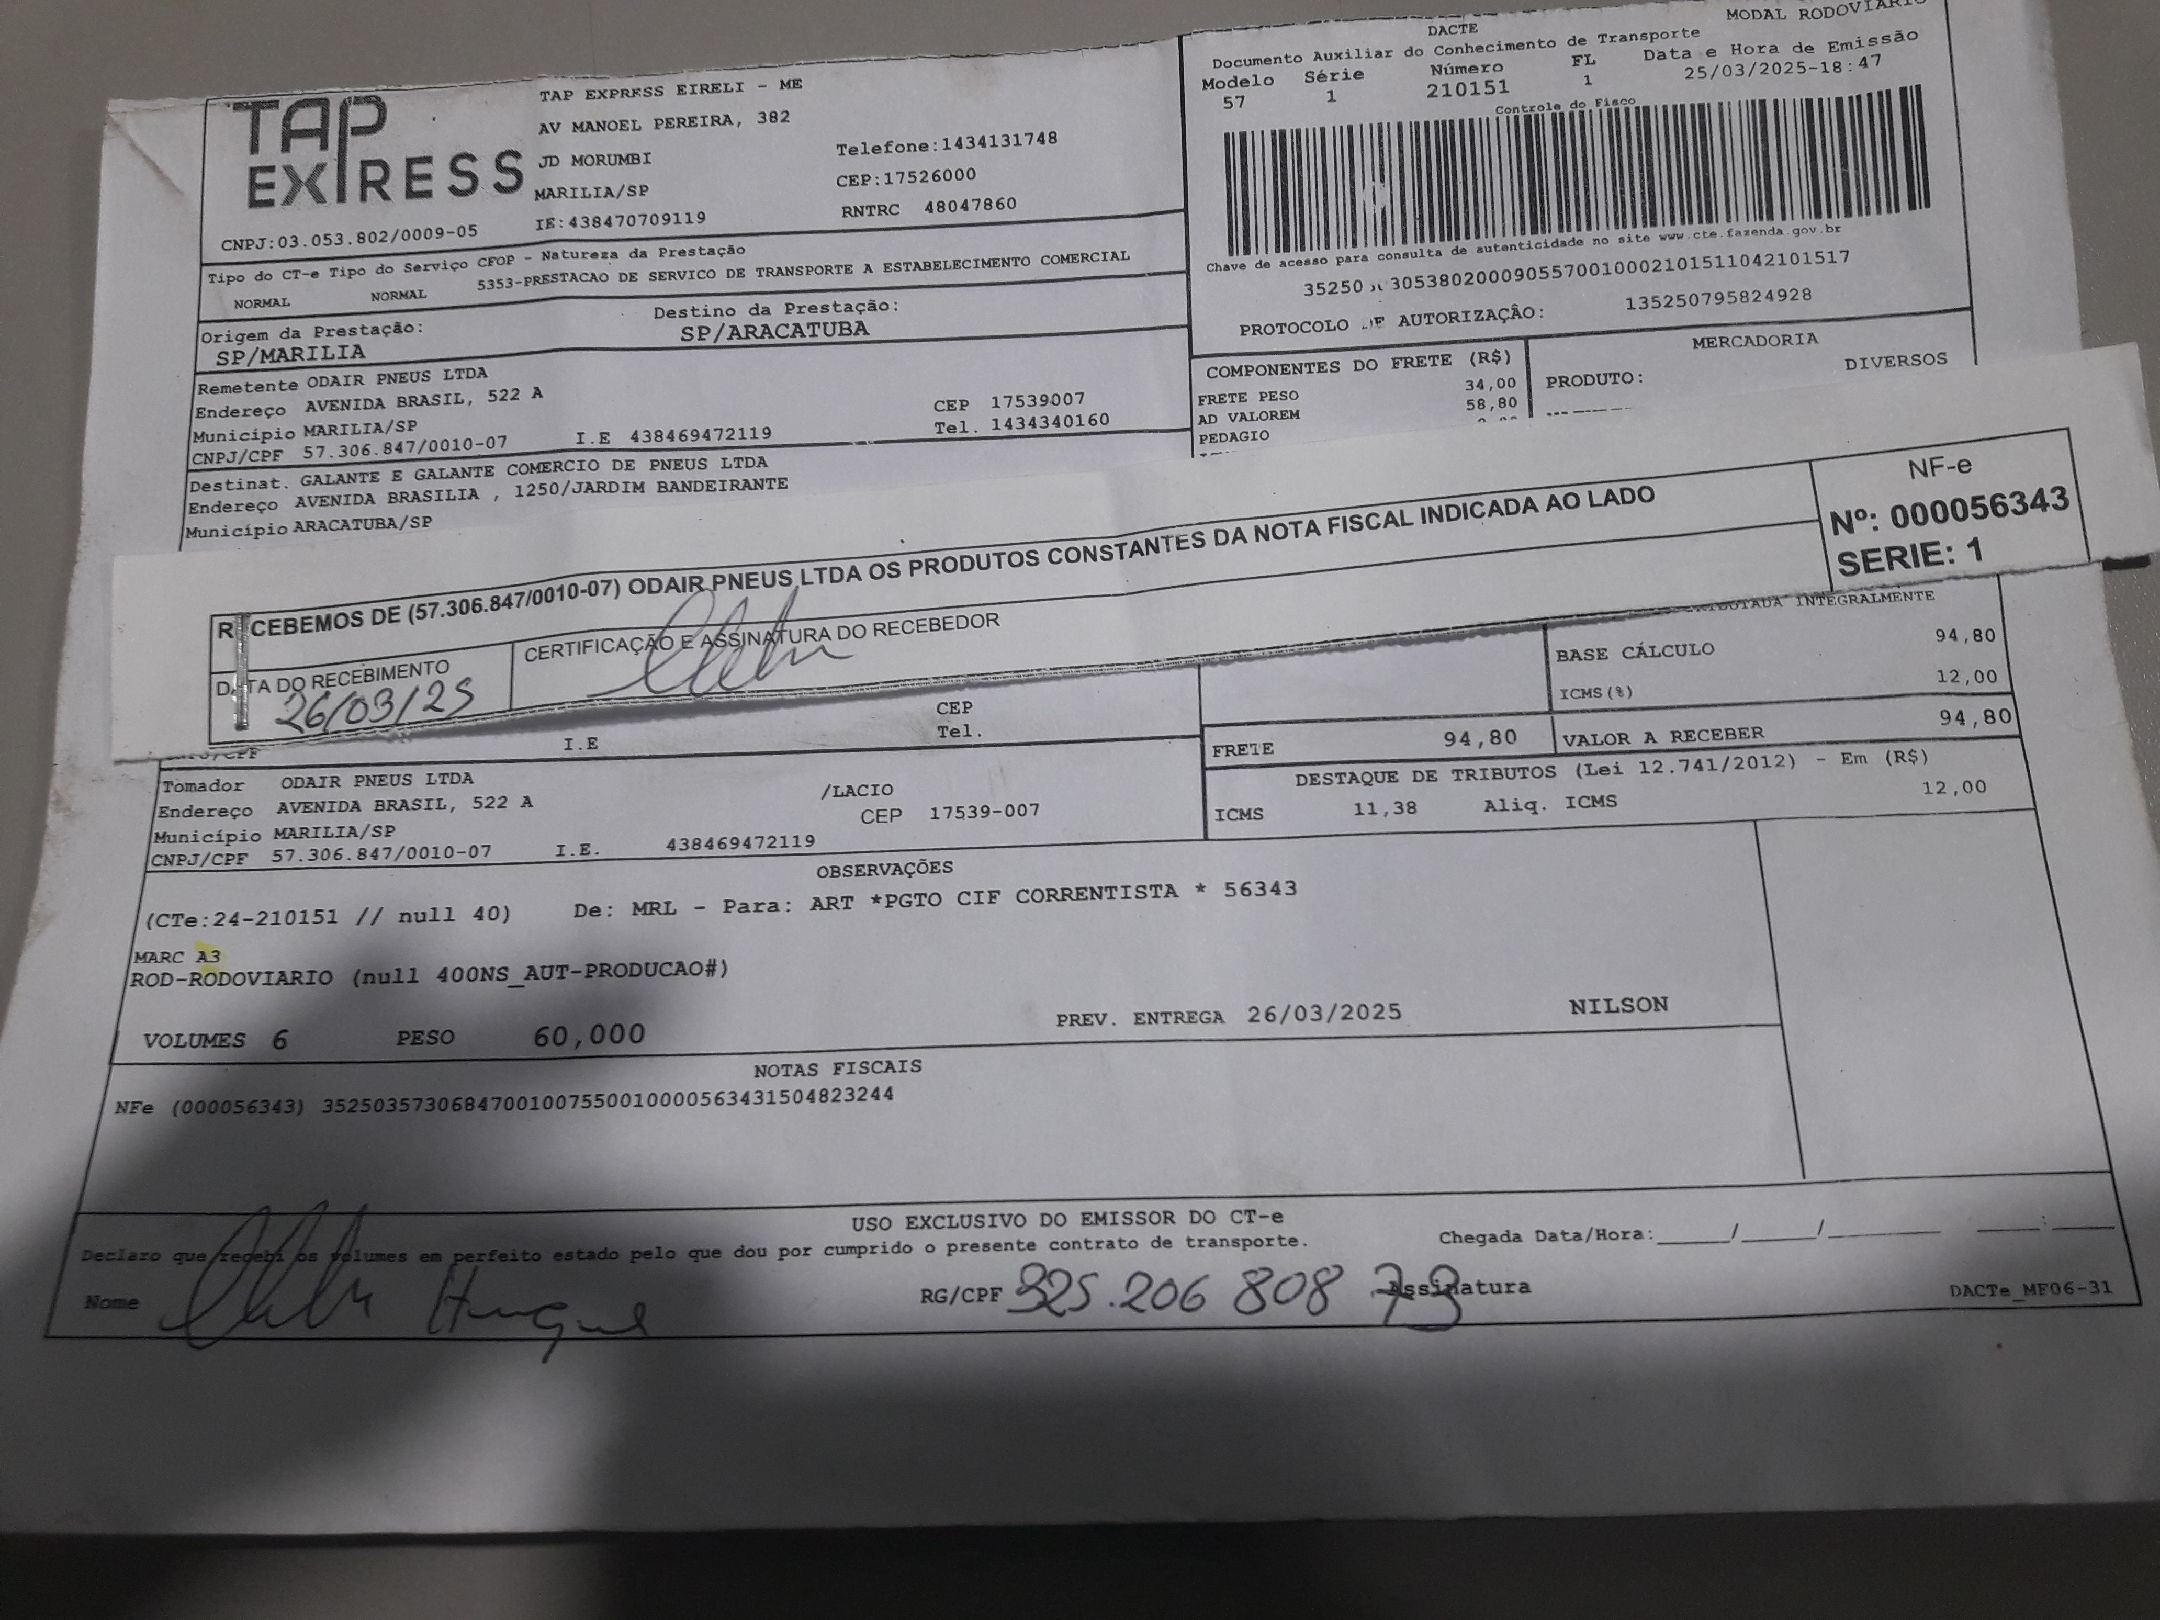 MODAL RODOVIARIO
DACTE
Documento Auxiliar do Conhecimento de Transporte
Modelo Série Número FL Data e Hora de Emissão
57 1 210151 1 25/03/2025-18:47
Controle do Fisco
TAP EXPRESS
TAP EXPRESS EIRELI - ME
AV MANOEL PEREIRA, 382
JD MORUMBI
MARILIA/SP
IE:438470709119
Telefone:1434131748
CEP:17526000
RNTRC 48047860
CNPJ:03.053.802/0009-05
Chave de acesso para consulta de autenticidade no site www.cte.fazenda.gov.br
35250 3053802000905570010002101511042101517
PROTOCOLO DE AUTORIZAÇÂO: 135250795824928
Tipo do CT-e Tipo do Serviço CFOP - Natureza da Prestação
NORMAL NORMAL 5353-PRESTACAO DE SERVICO DE TRANSPORTE A ESTABELECIMENTO COMERCIAL
Origem da Prestação: Destino da Prestação:
SP/MARILIA SP/ARACATUBA
Remetente ODAIR PNEUS LTDA
Endereço AVENIDA BRASIL, 522 A
Município MARILIA/SP CEP 17539007
CNPJ/CPF 57.306.847/0010-07 I.E 438469472119 Tel. 1434340160
Destinat. GALANTE E GALANTE COMERCIO DE PNEUS LTDA
Endereço AVENIDA BRASILIA , 1250/JARDIM BANDEIRANTE
Município ARACATUBA/SP
COMPONENTES DO FRETE (R$)
FRETE PESO 34,00
AD VALOREM 58,80
PEDAGIO
MERCADORIA
PRODUTO: DIVERSOS
RECEBEMOS DE (57.306.847/0010-07) ODAIR PNEUS LTDA OS PRODUTOS CONSTANTES DA NOTA FISCAL INDICADA AO LADO
NF-e
Nº: 000056343
SERIE: 1
DATA DO RECEBIMENTO CERTIFICAÇÃO E ASSINATURA DO RECEBEDOR
26/03/25
INTEGRALMENTE
BASE CÁLCULO 94,80
ICMS(%) 12,00
CEP
I.E Tel.
FRETE 94,80 VALOR A RECEBER 94,80
DESTAQUE DE TRIBUTOS (Lei 12.741/2012) - Em (R$)
ICMS 11,38 Aliq. ICMS 12,00
Tomador ODAIR PNEUS LTDA
Endereço AVENIDA BRASIL, 522 A /LACIO
Município MARILIA/SP CEP 17539-007
CNPJ/CPF 57.306.847/0010-07 I.E. 438469472119
OBSERVAÇÕES
(CTe:24-210151 // null 40) De: MRL - Para: ART *PGTO CIF CORRENTISTA * 56343
MARC A3
ROD-RODOVIARIO (null 400NS_AUT-PRODUCAO#)
VOLUMES 6 PESO 60,000 PREV. ENTREGA 26/03/2025 NILSON
NOTAS FISCAIS
NFe (000056343) 35250357306847001007550010000563431504823244
USO EXCLUSIVO DO EMISSOR DO CT-e
Declaro que recebi os volumes em perfeito estado pelo que dou por cumprido o presente contrato de transporte.
Chegada Data/Hora:_____/_____/_______ ____:____
Nome RG/CPF 325.206 808 73 Assinatura
DACTe_MF06-31